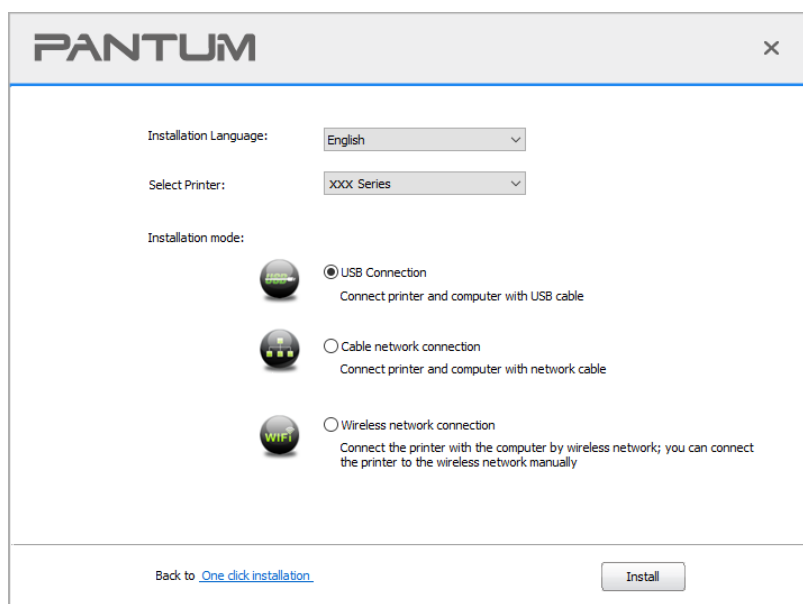 PANTUM
Installation Language:
English
Select Printer:
XXX Series
Installation mode:
USB
USB Connection
Connect printer and computer with USB cable
Cable network connection
Connect printer and computer with network cable
WiFi
Wireless network connection
Connect the printer with the computer by wireless network; you can connect
the printer to the wireless network manually
Back to One click installation
Install